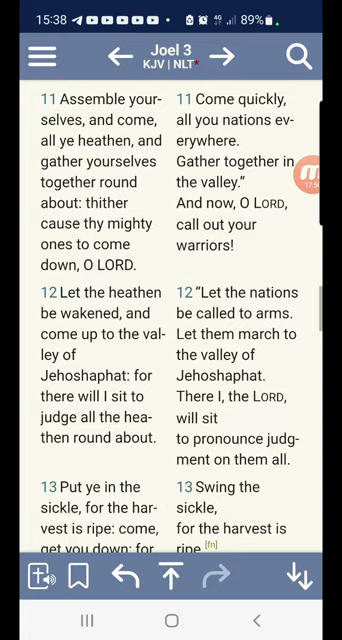 15:38
4G
89%
Joel 3
KJV | NLT*
11 Assemble your-
selves, and come,
all ye heathen, and
gather yourselves
together round
about: thither
cause thy mighty
ones to come
down, O LORD.
11 Come quickly,
all you nations ev-
erywhere.
Gather together in
the valley.”
And now, O LORD,
call out your
warriors!
12 Let the heathen
be wakened, and
come up to the val-
ley of
Jehoshaphat: for
there will I sit to
judge all the hea-
then round about.
12 “Let the nations
be called to arms.
Let them march to
the valley of
Jehoshaphat.
There I, the LORD,
will sit
to pronounce judg-
ment on them all.
13 Put ye in the
sickle, for the har-
vest is ripe: come,
get you down; for
13 Swing the
sickle,
for the harvest is
ripe. [fn]